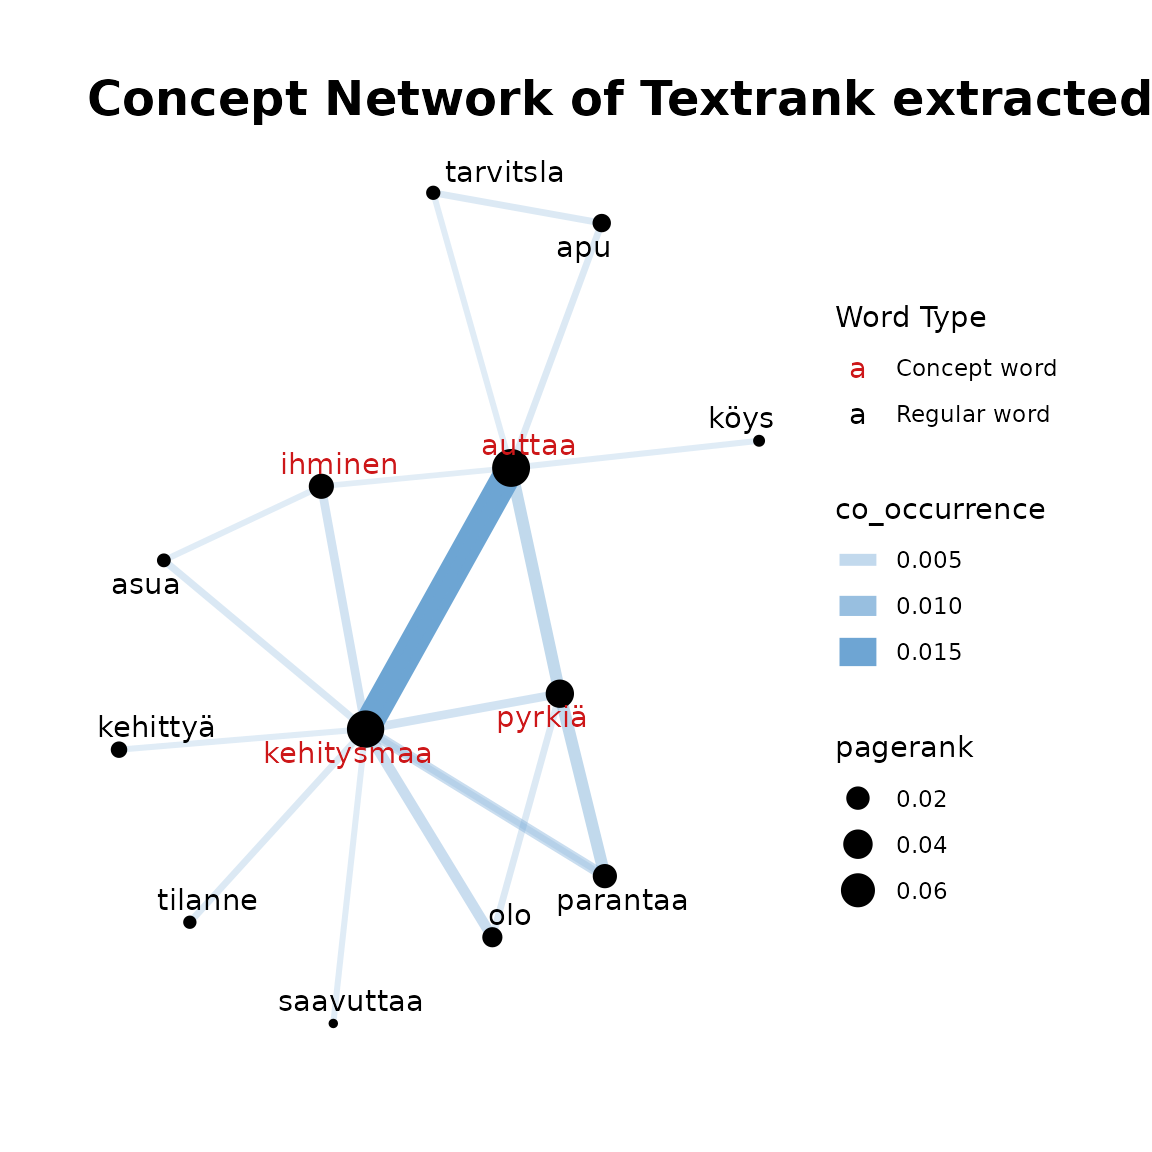 Concept Network of Textrank extracted
tarvitsla
apu
köys
auttaa
ihminen
asua
pyrkiä
kehittyä
kehitysmaa
tilanne
parantaa
olo
saavuttaa
Word Type
a Concept word
a Regular word
co_occurrence
0.005
0.010
0.015
pagerank
0.02
0.04
0.06